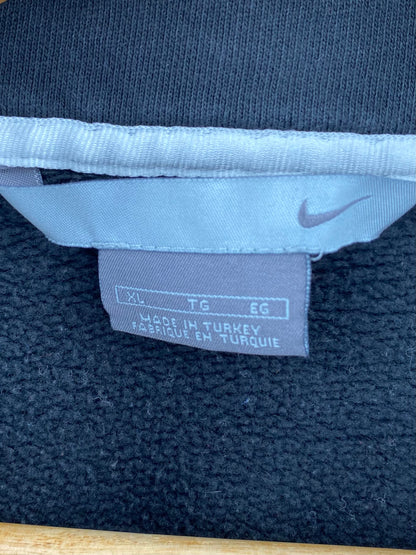 XL TG EG
MADE IN TURKEY
FABRIQUE EN TURQUIE